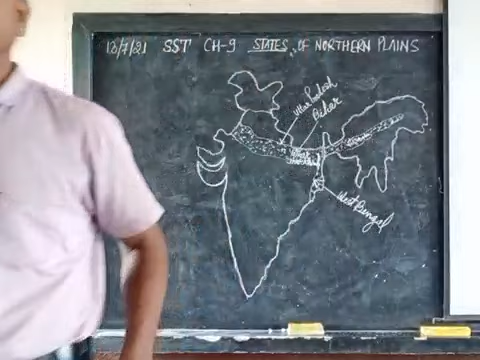 12/7/21 SST CH-9 STATES OF NORTHERN PLAINS
Uttar Pradesh
Bihar
West Bengal